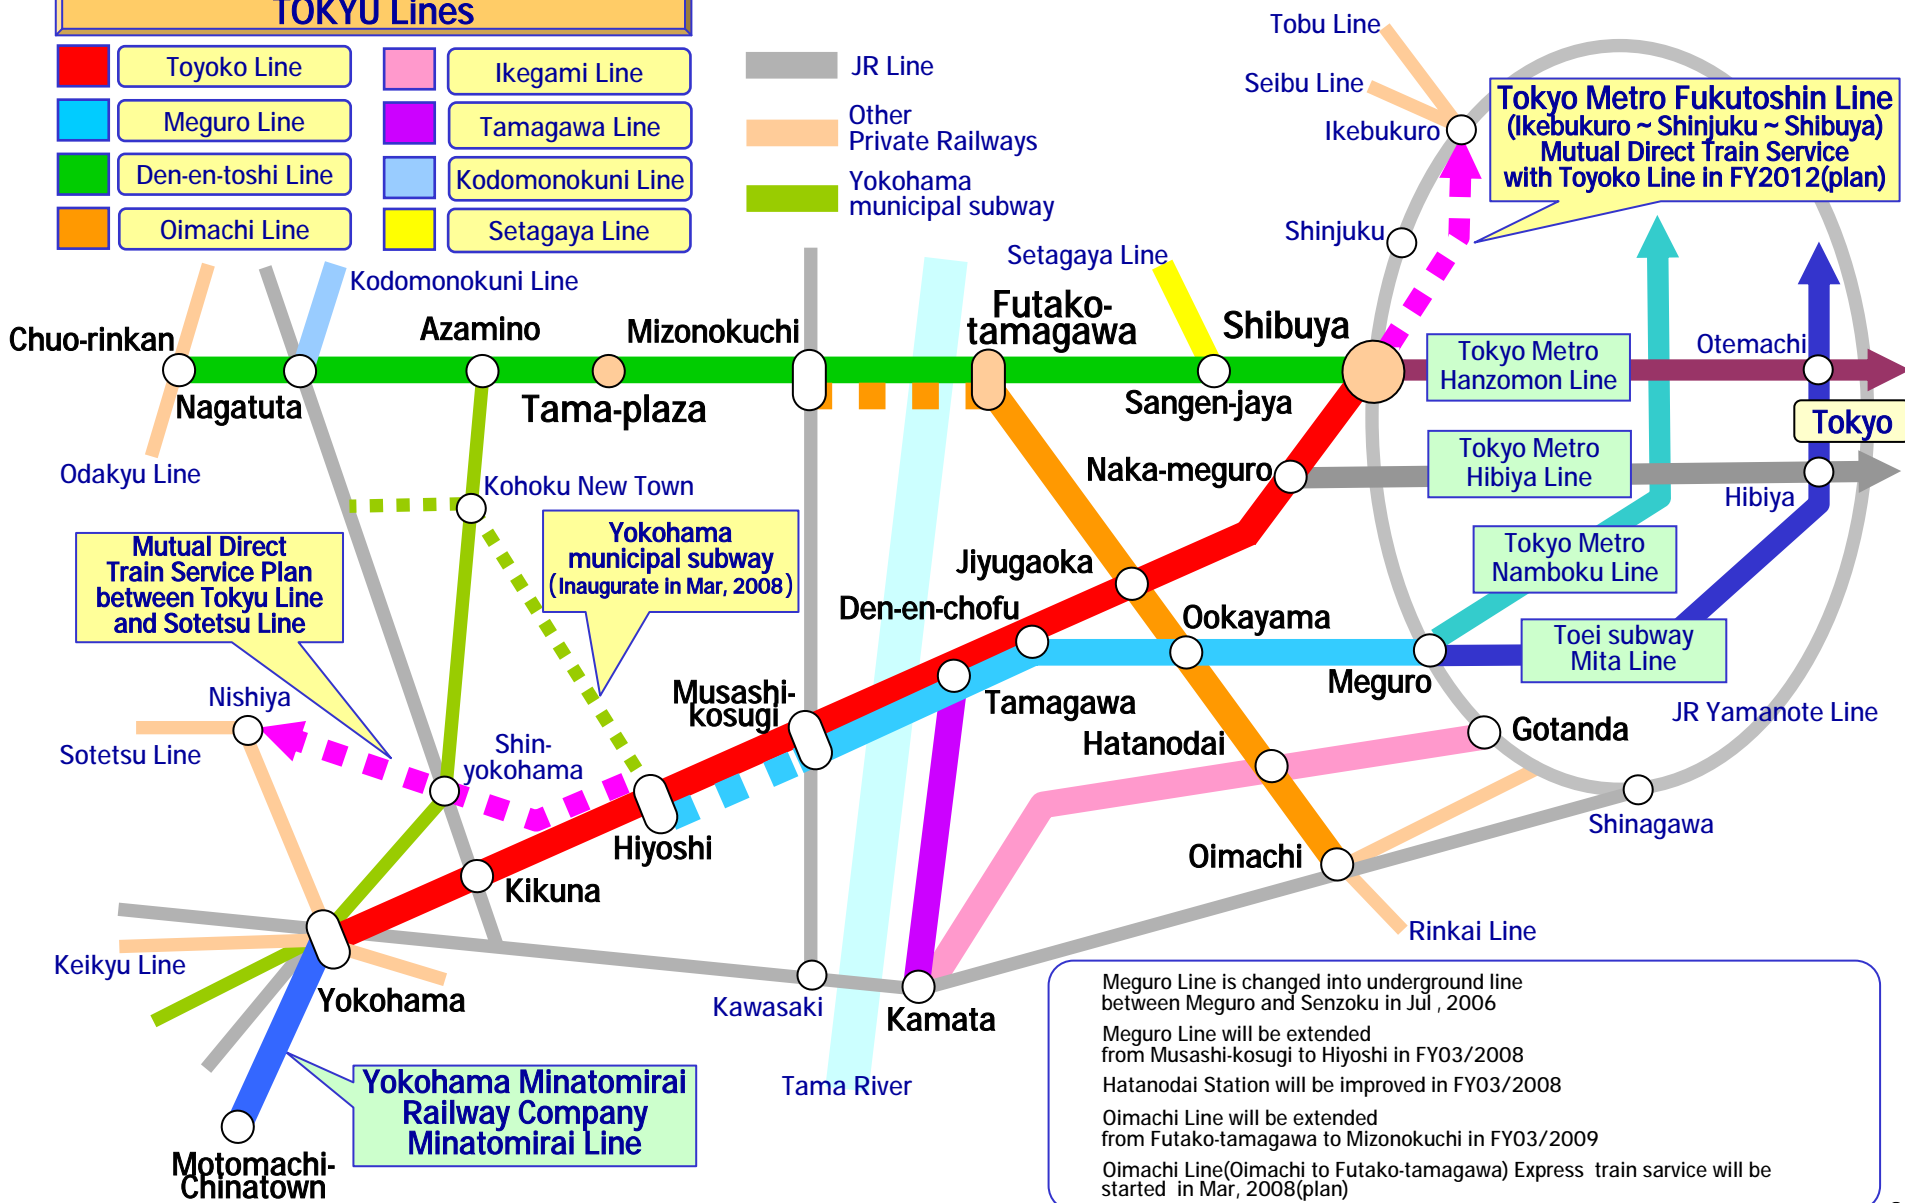 TOKYU Lines
Toyoko Line
Meguro Line
Den-en-toshi Line
Oimachi Line
Ikegami Line
Tamagawa Line
Kodomonokuni Line
Setagaya Line
JR Line
Other
Private Railways
Yokohama
municipal subway
Tobu Line
Seibu Line
Ikebukuro
Tokyo Metro Fukutoshin Line
(Ikebukuro ~ Shinjuku ~ Shibuya)
Mutual Direct Train Service
with Toyoko Line in FY2012(plan)
Shinjuku
Setagaya Line
Kodomonokuni Line
Chuo-rinkan
Azamino
Mizonokuchi
Futako-
tamagawa
Shibuya
Tokyo Metro
Hanzomon Line
Otemachi
Nagatuta
Tama-plaza
Sangen-jaya
Tokyo
Odakyu Line
Naka-meguro
Tokyo Metro
Hibiya Line
Hibiya
Kohoku New Town
Yokohama
municipal subway
(Inaugurate in Mar, 2008)
Mutual Direct
Train Service Plan
between Tokyu Line
and Sotetsu Line
Jiyugaoka
Tokyo Metro
Namboku Line
Den-en-chofu
Ookayama
Toei subway
Mita Line
Meguro
Nishiya
Musashi-
kosugi
Tamagawa
JR Yamanote Line
Sotetsu Line
Shin-
yokohama
Hatanodai
Gotanda
Hiyoshi
Shinagawa
Oimachi
Kikuna
Rinkai Line
Keikyu Line
Yokohama
Kawasaki
Kamata
Tama River
Yokohama Minatomirai
Railway Company
Minatomirai Line
Motomachi-
Chinatown
Meguro Line is changed into underground line
between Meguro and Senzoku in Jul , 2006
Meguro Line will be extended
from Musashi-kosugi to Hiyoshi in FY03/2008
Hatanodai Station will be improved in FY03/2008
Oimachi Line will be extended
from Futako-tamagawa to Mizonokuchi in FY03/2009
Oimachi Line(Oimachi to Futako-tamagawa) Express train sarvice will be
started in Mar, 2008(plan)